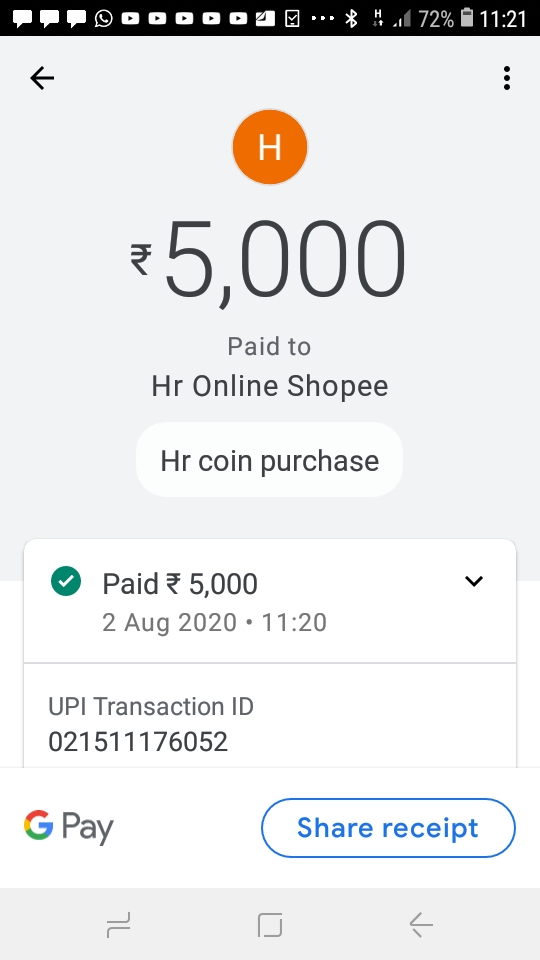 72% 11:21
H
₹5,000
Paid to
Hr Online Shopee
Hr coin purchase
Paid ₹ 5,000
2 Aug 2020 • 11:20
UPI Transaction ID
021511176052
G Pay
Share receipt